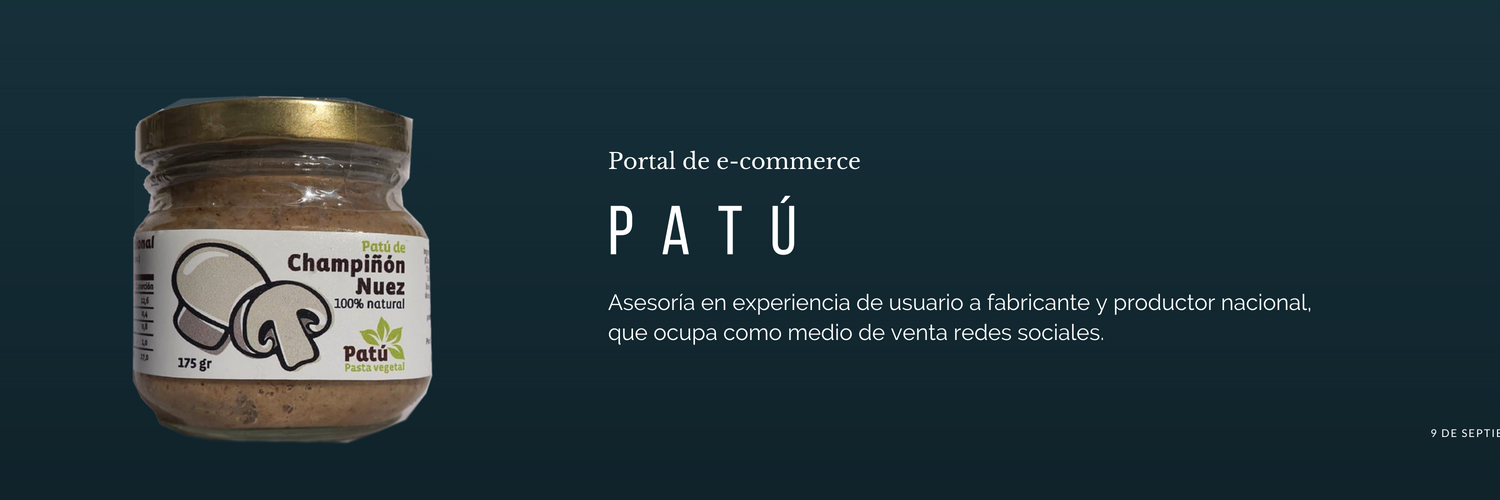 Portal de e-commerce
PATÚ
Asesoría en experiencia de usuario a fabricante y productor nacional,
que ocupa como medio de venta redes sociales.
9 DE
Patú de
Champiñón
Nuez
100% natural
Patú
Pasta vegetal
175 gr